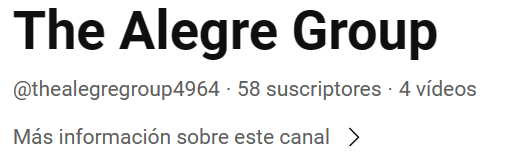 The Alegre Group
@thealegregroup4964 · 58 suscriptores · 4 vídeos
Más información sobre este canal